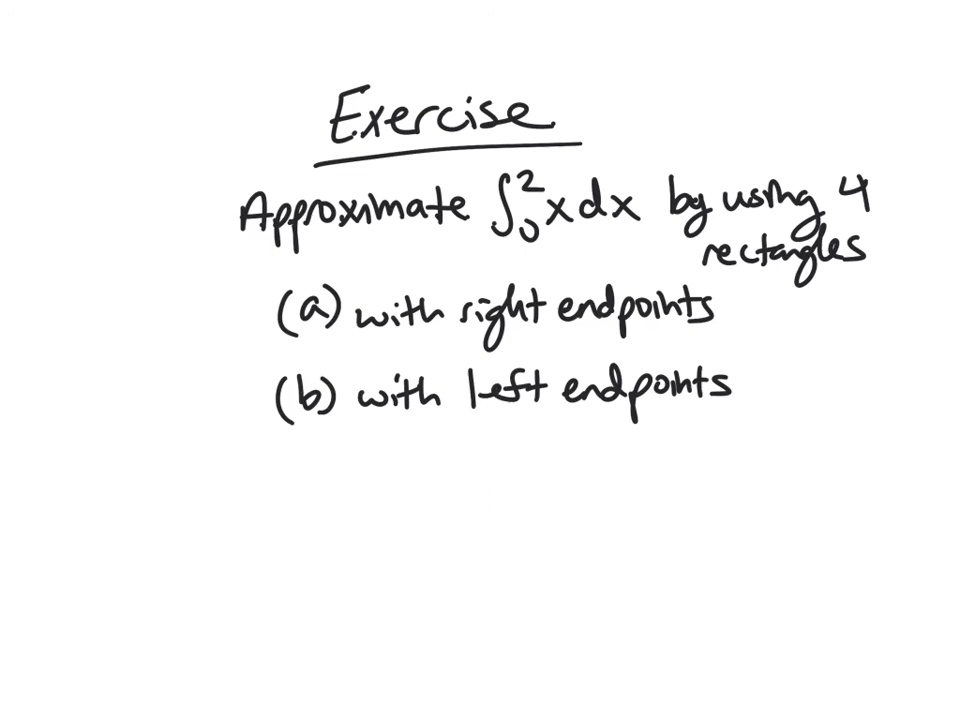 Exercise
Approximate ∫₀² x dx by using 4
rectangles
(a) with right endpoints
(b) with left endpoints